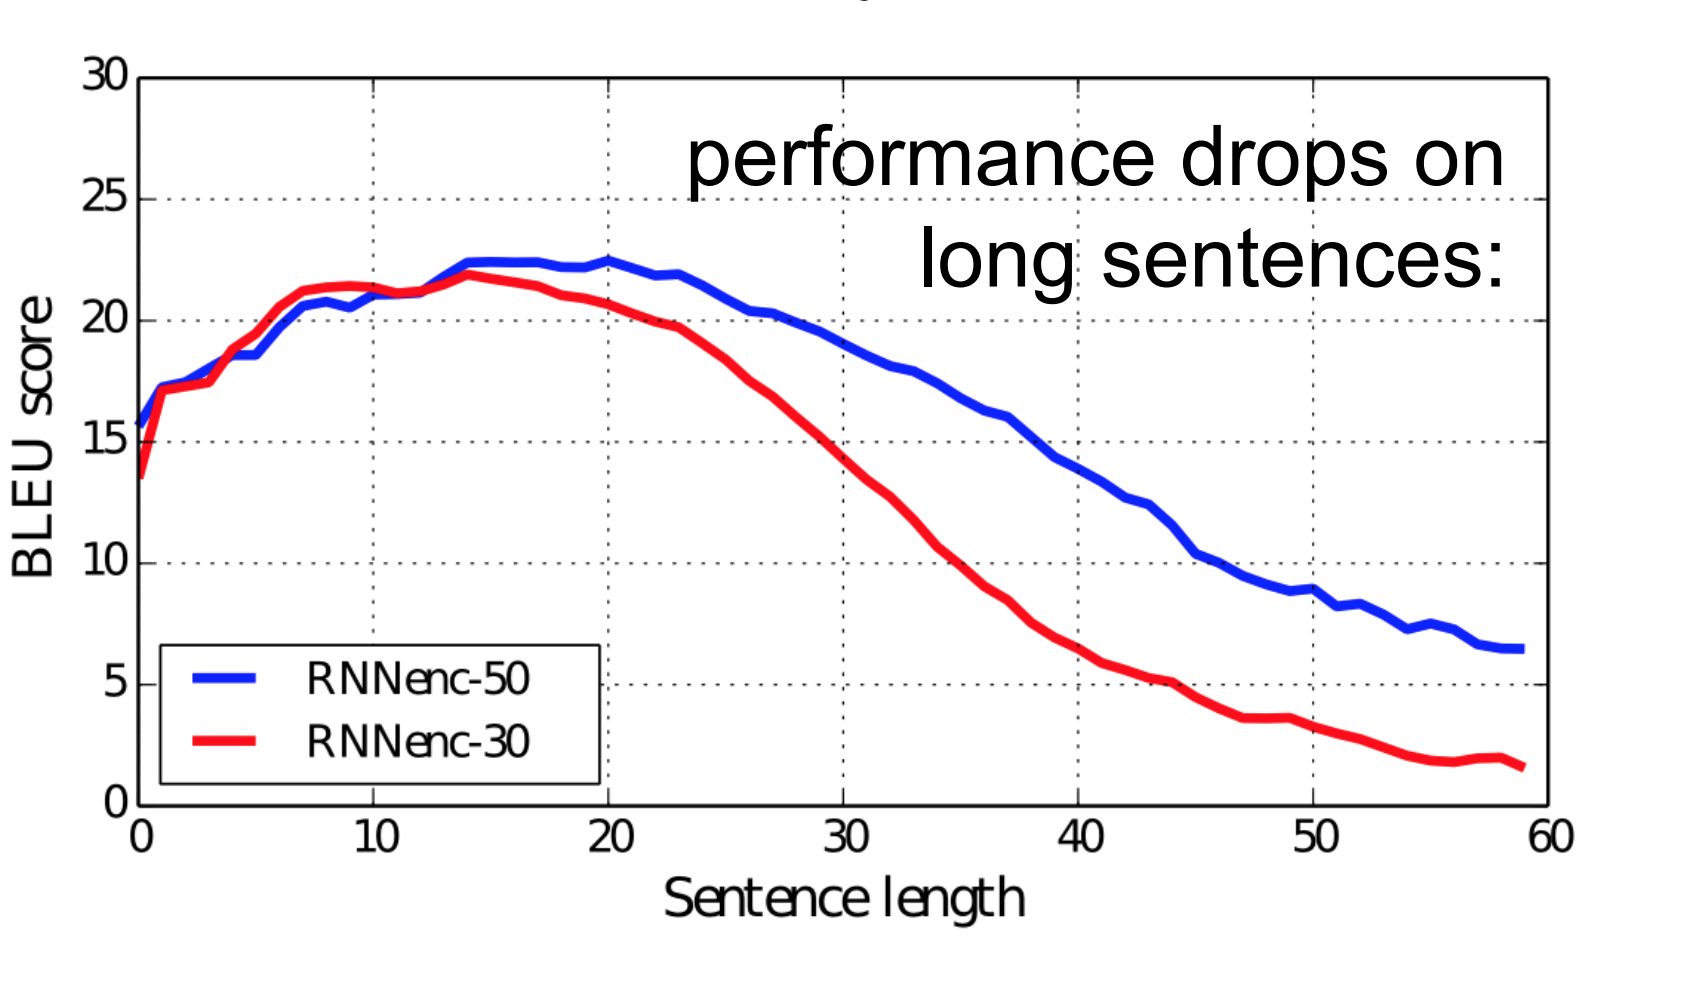 performance drops on
long sentences:
30
25
20
15
10
5
0
BLEU score
RNNenc-50
RNNenc-30
0 10 20 30 40 50 60
Sentence length